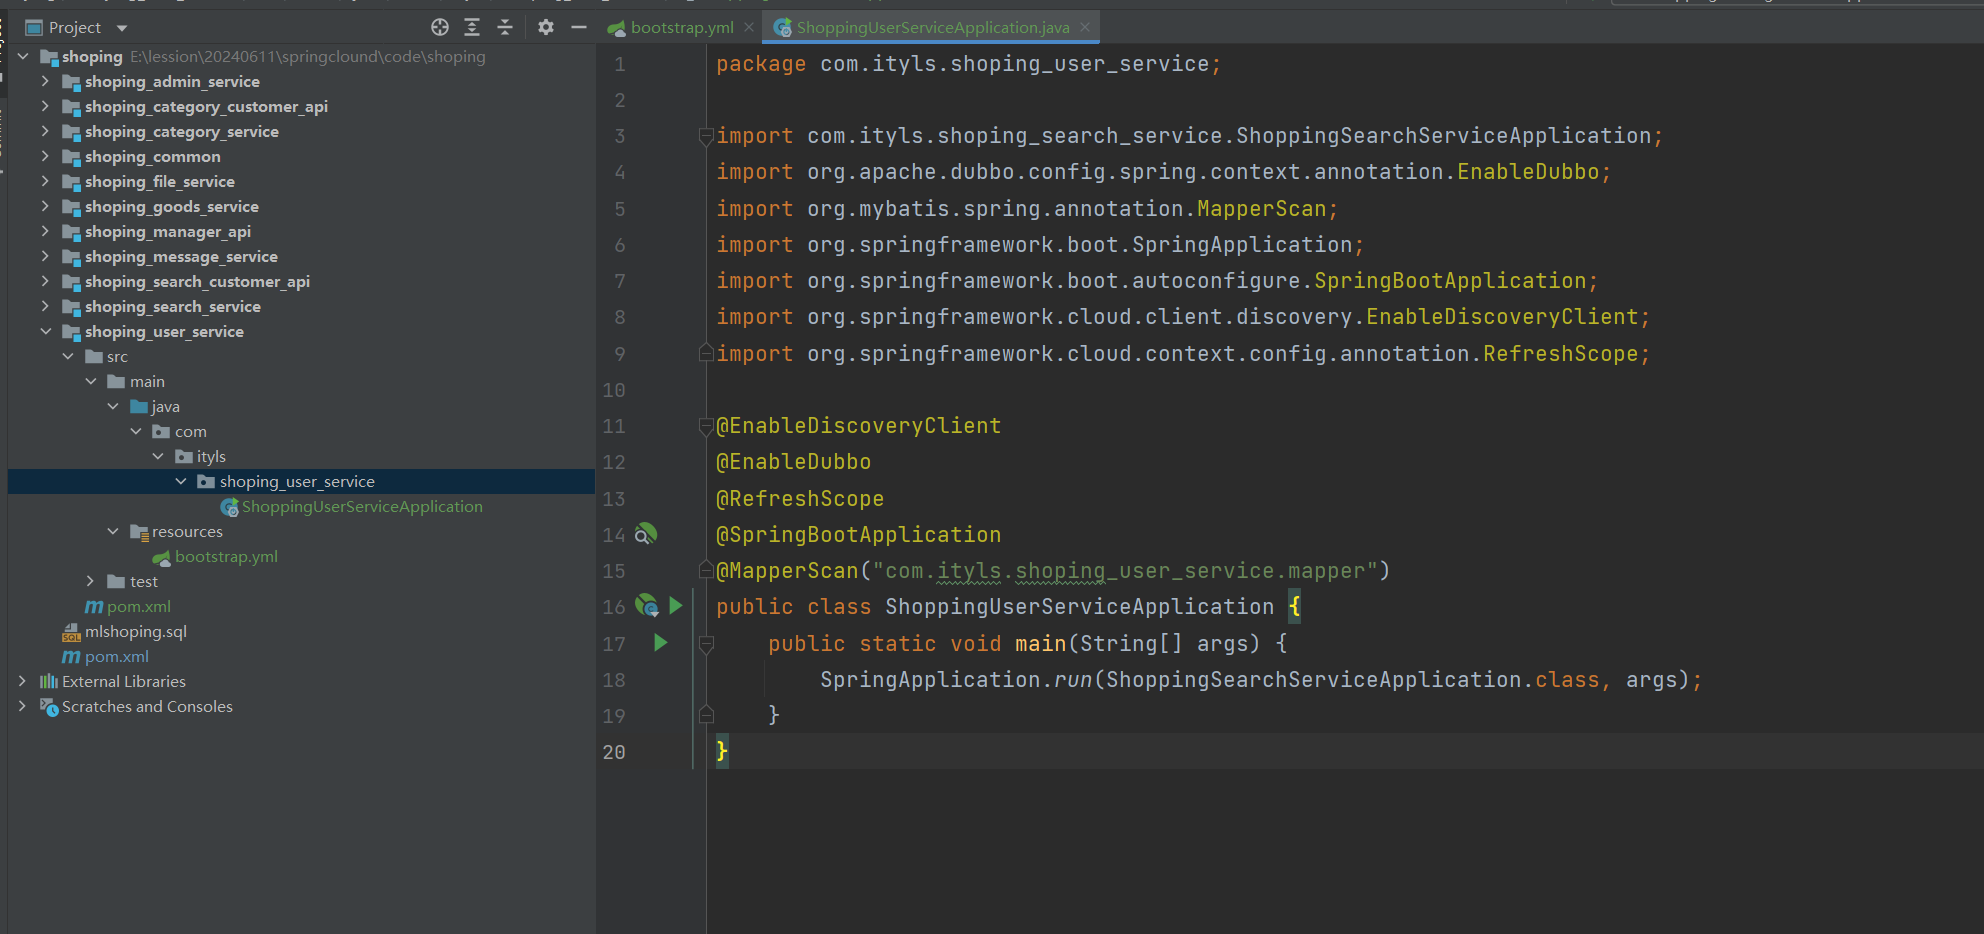 Project
shoping E:\lession\20240611\springclound\code\shoping
shoping_admin_service
shoping_category_customer_api
shoping_category_service
shoping_common
shoping_file_service
shoping_goods_service
shoping_manager_api
shoping_message_service
shoping_search_customer_api
shoping_search_service
shoping_user_service
src
main
java
com
ityls
shoping_user_service
ShoppingUserServiceApplication
resources
bootstrap.yml
test
pom.xml
mlshoping.sql
pom.xml
External Libraries
Scratches and Consoles
bootstrap.yml
ShoppingUserServiceApplication.java
1 package com.ityls.shoping_user_service;
2
3 import com.ityls.shoping_search_service.ShoppingSearchServiceApplication;
4 import org.apache.dubbo.config.spring.context.annotation.EnableDubbo;
5 import org.mybatis.spring.annotation.MapperScan;
6 import org.springframework.boot.SpringApplication;
7 import org.springframework.boot.autoconfigure.SpringBootApplication;
8 import org.springframework.cloud.client.discovery.EnableDiscoveryClient;
9 import org.springframework.cloud.context.config.annotation.RefreshScope;
10
11 @EnableDiscoveryClient
12 @EnableDubbo
13 @RefreshScope
14 @SpringBootApplication
15 @MapperScan("com.ityls.shoping_user_service.mapper")
16 public class ShoppingUserServiceApplication {
17 public static void main(String[] args) {
18 SpringApplication.run(ShoppingSearchServiceApplication.class, args);
19 }
20 }